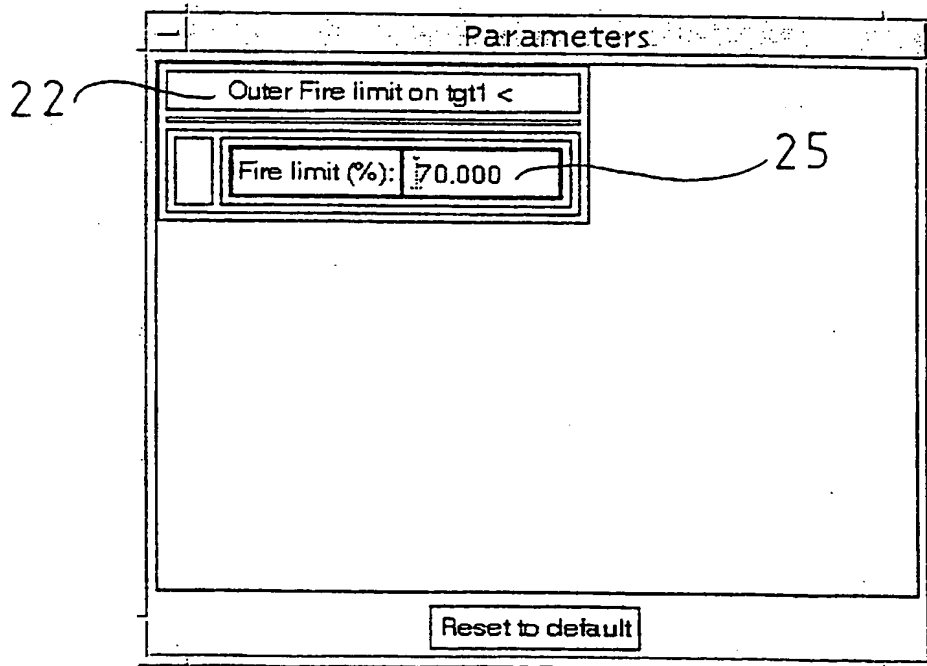 Parameters
22
Outer Fire limit on tgt1 <
Fire limit (%): 70.000
25
Reset to default